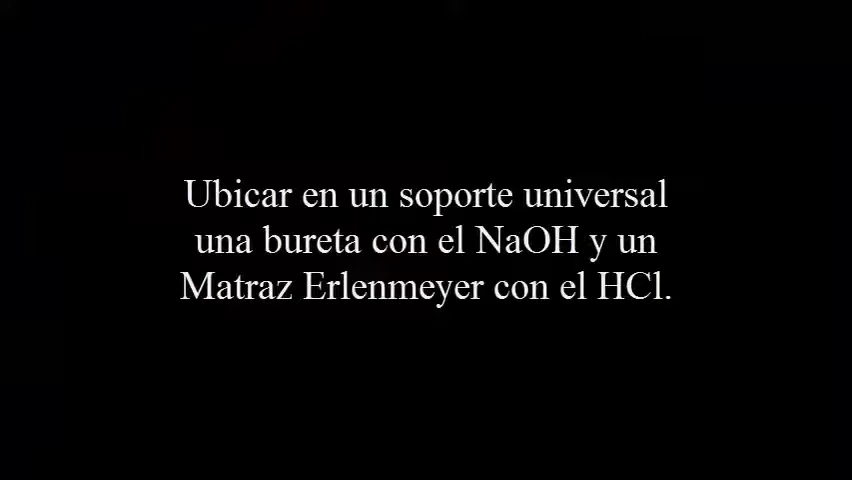 Ubicar en un soporte universal
una bureta con el NaOH y un
Matraz Erlenmeyer con el HCl.